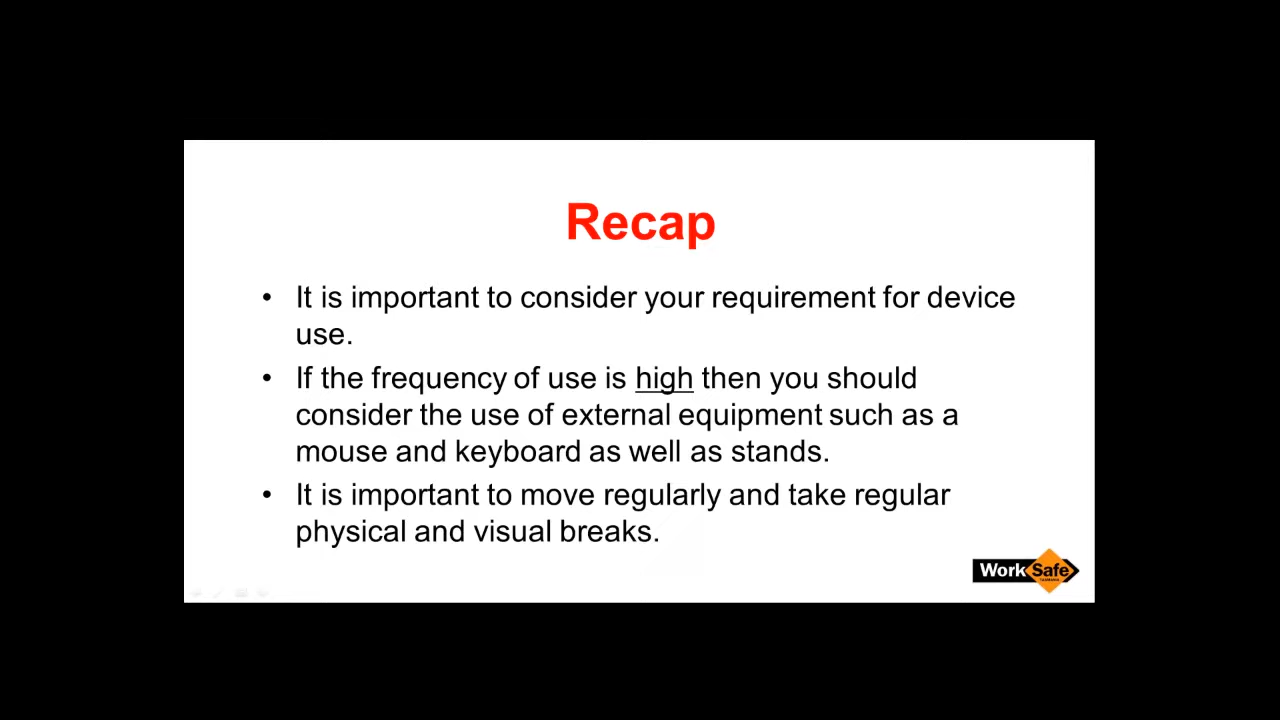 Recap
• It is important to consider your requirement for device
use.
• If the frequency of use is high then you should
consider the use of external equipment such as a
mouse and keyboard as well as stands.
• It is important to move regularly and take regular
physical and visual breaks.
WorkSafe
TASMANIA